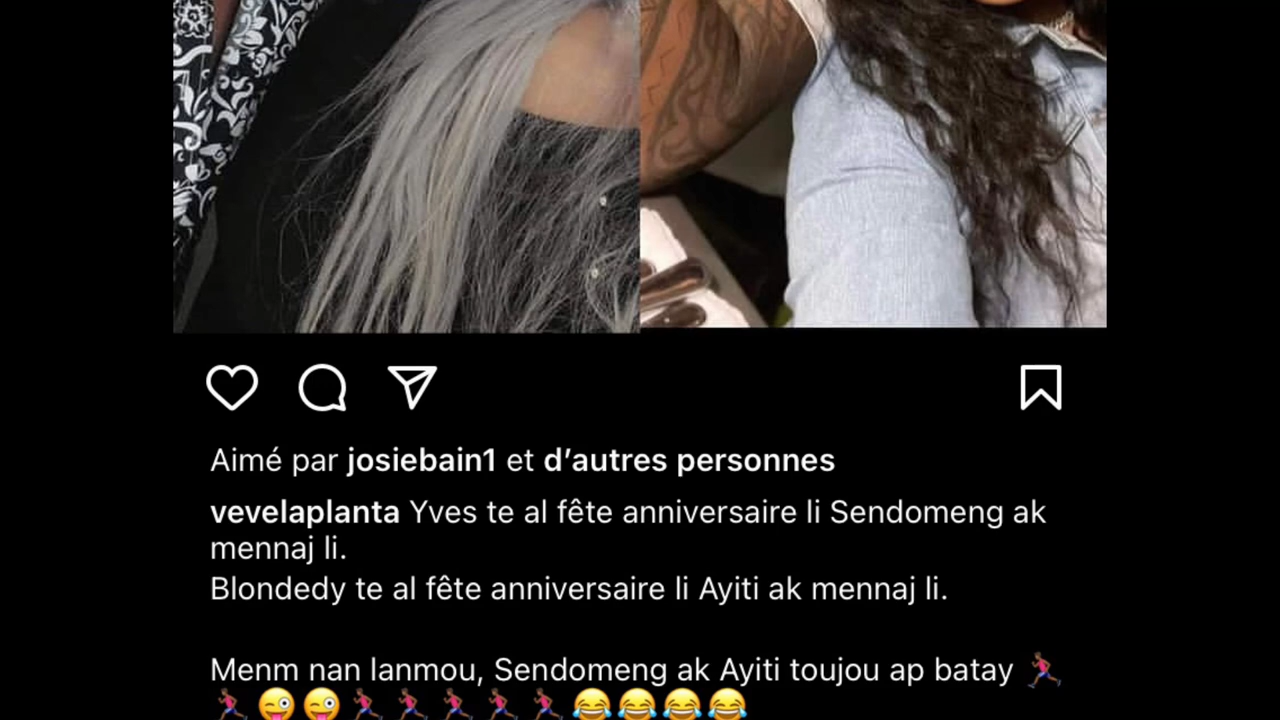 Aimé par josiebain1 et d’autres personnes
vevelaplanta Yves te al fête anniversaire li Sendomeng ak
mennaj li.
Blondedy te al fête anniversaire li Ayiti ak mennaj li.
Menm nan lanmou, Sendomeng ak Ayiti toujou ap batay 🏃🏾‍♂️
🏃🏾‍♂️😜😜🏃🏾‍♂️🏃🏾‍♂️🏃🏾‍♂️🏃🏾‍♂️🏃🏾‍♂️😂😂😂😂